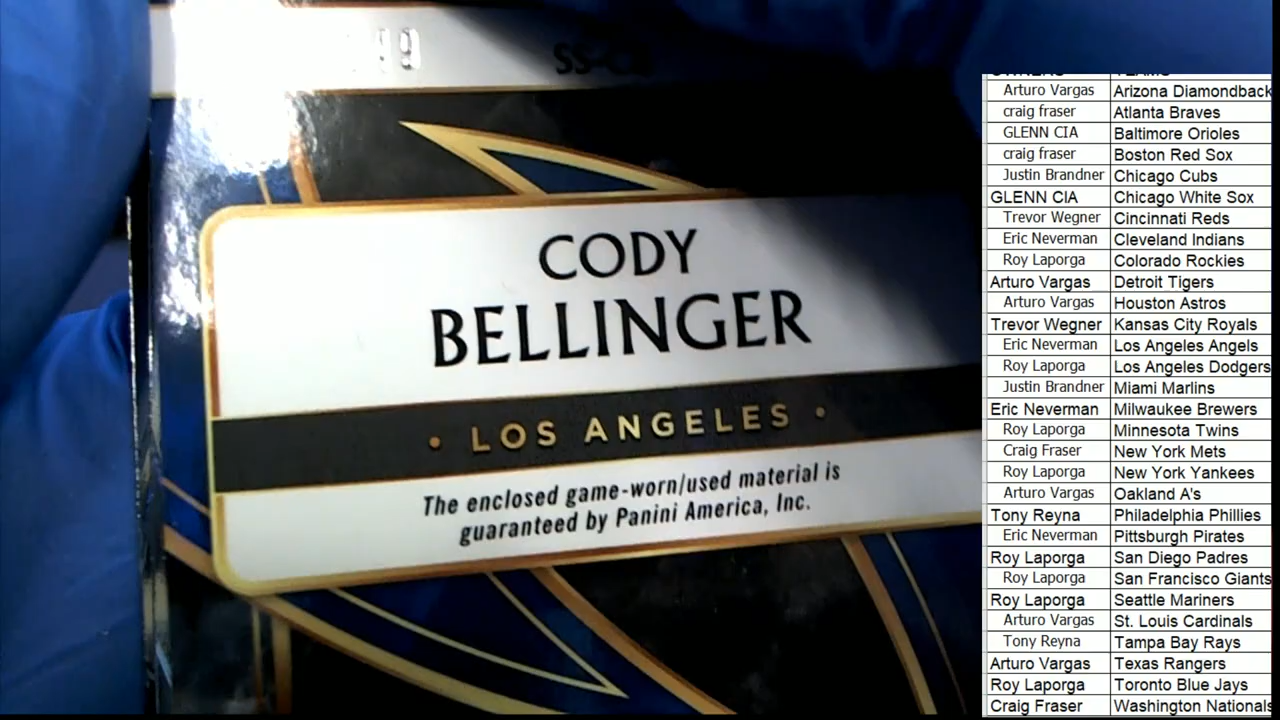 99
CODY
BELLINGER
• LOS ANGELES •
The enclosed game-worn/used material is
guaranteed by Panini America, Inc.
OWNERS TEAMS
Arturo Vargas Arizona Diamondback
craig fraser Atlanta Braves
GLENN CIA Baltimore Orioles
craig fraser Boston Red Sox
Justin Brandner Chicago Cubs
GLENN CIA Chicago White Sox
Trevor Wegner Cincinnati Reds
Eric Neverman Cleveland Indians
Roy Laporga Colorado Rockies
Arturo Vargas Detroit Tigers
Arturo Vargas Houston Astros
Trevor Wegner Kansas City Royals
Eric Neverman Los Angeles Angels
Roy Laporga Los Angeles Dodgers
Justin Brandner Miami Marlins
Eric Neverman Milwaukee Brewers
Roy Laporga Minnesota Twins
Craig Fraser New York Mets
Roy Laporga New York Yankees
Arturo Vargas Oakland A's
Tony Reyna Philadelphia Phillies
Eric Neverman Pittsburgh Pirates
Roy Laporga San Diego Padres
Roy Laporga San Francisco Giants
Roy Laporga Seattle Mariners
Arturo Vargas St. Louis Cardinals
Tony Reyna Tampa Bay Rays
Arturo Vargas Texas Rangers
Roy Laporga Toronto Blue Jays
Craig Fraser Washington Nationals